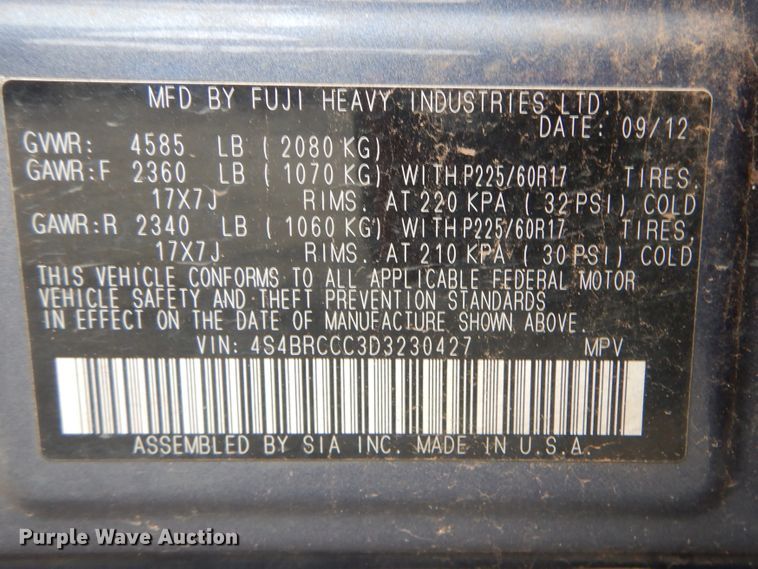 MFD BY FUJI HEAVY INDUSTRIES LTD.
DATE: 09/12
GVWR: 4585 LB ( 2080 KG)
GAWR:F 2360 LB ( 1070 KG) WITH P225/60R17 TIRES,
17X7J RIMS, AT 220 KPA ( 32 PSI) COLD
GAWR:R 2340 LB ( 1060 KG) WITH P225/60R17 TIRES,
17X7J RIMS, AT 210 KPA ( 30 PSI) COLD
THIS VEHICLE CONFORMS TO ALL APPLICABLE FEDERAL MOTOR
VEHICLE SAFETY AND THEFT PREVENTION STANDARDS
IN EFFECT ON THE DATE OF MANUFACTURE SHOWN ABOVE.
VIN: 4S4BRCCC3D3230427 MPV
ASSEMBLED BY SIA INC. MADE IN U.S.A.
Purple Wave Auction